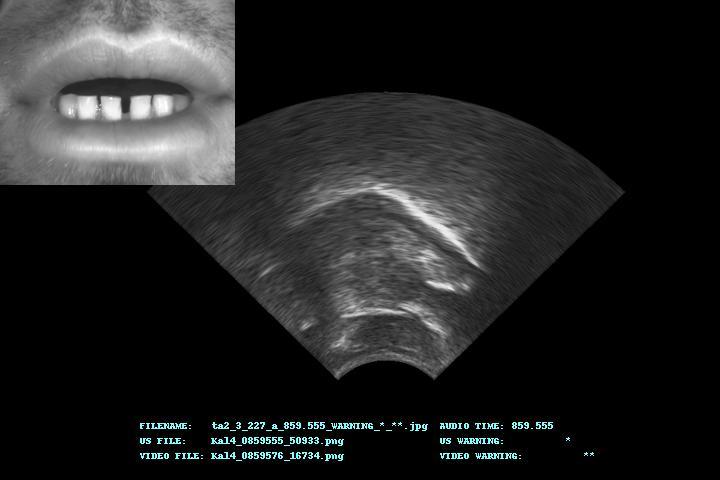 FILENAME: ta2_3_227_a_859.555_WARNING_*_**.jpg AUDIO TIME: 859.555
US FILE: Kal4_0859555_50933.png US WARNING: *
VIDEO FILE: Kal4_0859576_16734.png VIDEO WARNING: **